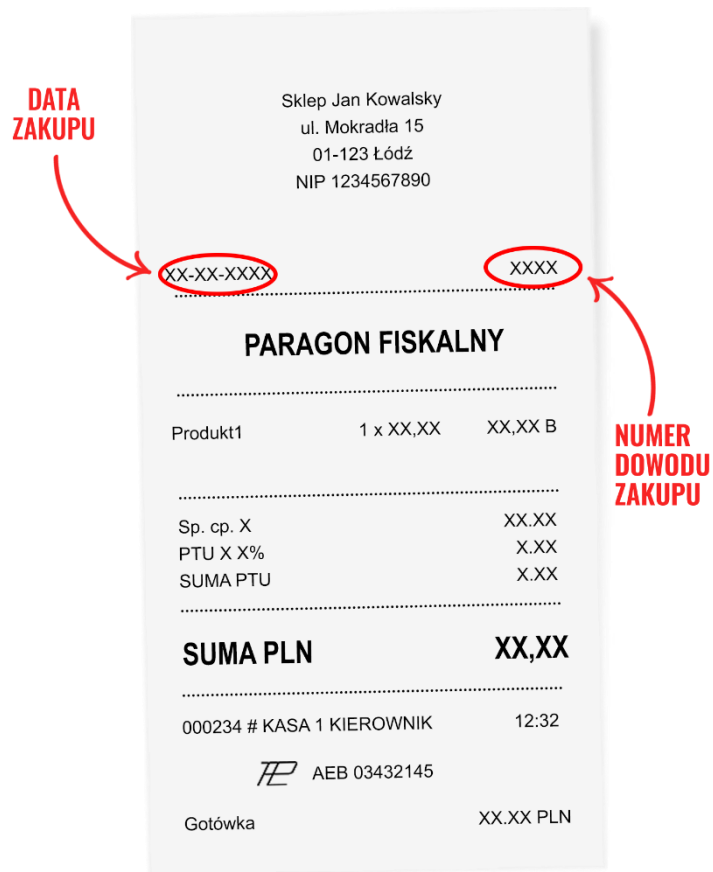 DATA
ZAKUPU
Sklep Jan Kowalsky
ul. Mokradła 15
01-123 Łódź
NIP 1234567890
XX-XX-XXXX XXXX
PARAGON FISKALNY
Produkt1 1 x XX,XX XX,XX B
NUMER
DOWODU
ZAKUPU
Sp. cp. X XX.XX
PTU X X% X.XX
SUMA PTU X.XX
SUMA PLN XX,XX
000234 # KASA 1 KIEROWNIK 12:32
AEB 03432145
Gotówka XX.XX PLN